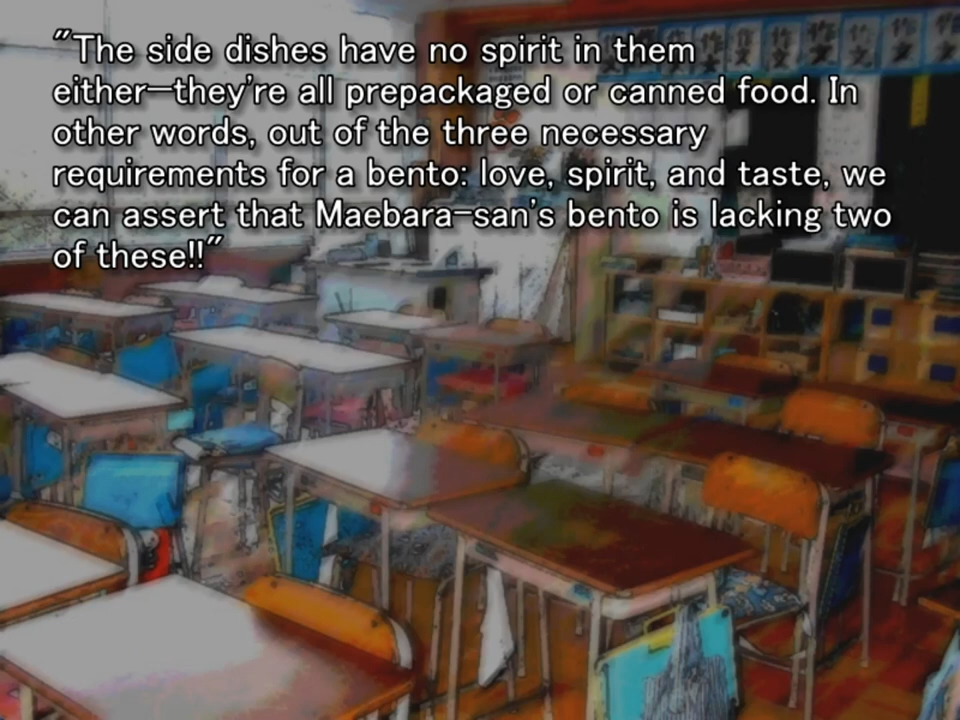 "The side dishes have no spirit in them
either—they're all prepackaged or canned food. In
other words, out of the three necessary
requirements for a bento: love, spirit, and taste, we
can assert that Maebara-san's bento is lacking two
of these!!"